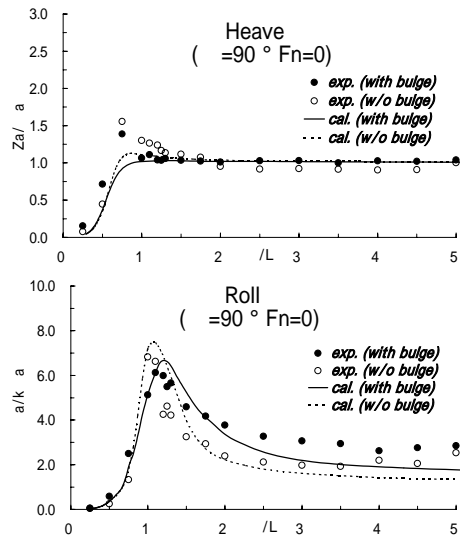 Heave
( =90 ° Fn=0)
3.0
2.5
2.0
1.5
1.0
0.5
0.0
Za/ a
exp. (with bulge)
exp. (w/o bulge)
cal. (with bulge)
cal. (w/o bulge)
0 1 2 3 4 5
/L
Roll
( =90 ° Fn=0)
10.0
8.0
6.0
4.0
2.0
0.0
a/k a
exp. (with bulge)
exp. (w/o bulge)
cal. (with bulge)
cal. (w/o bulge)
0 1 2 3 4 5
/L